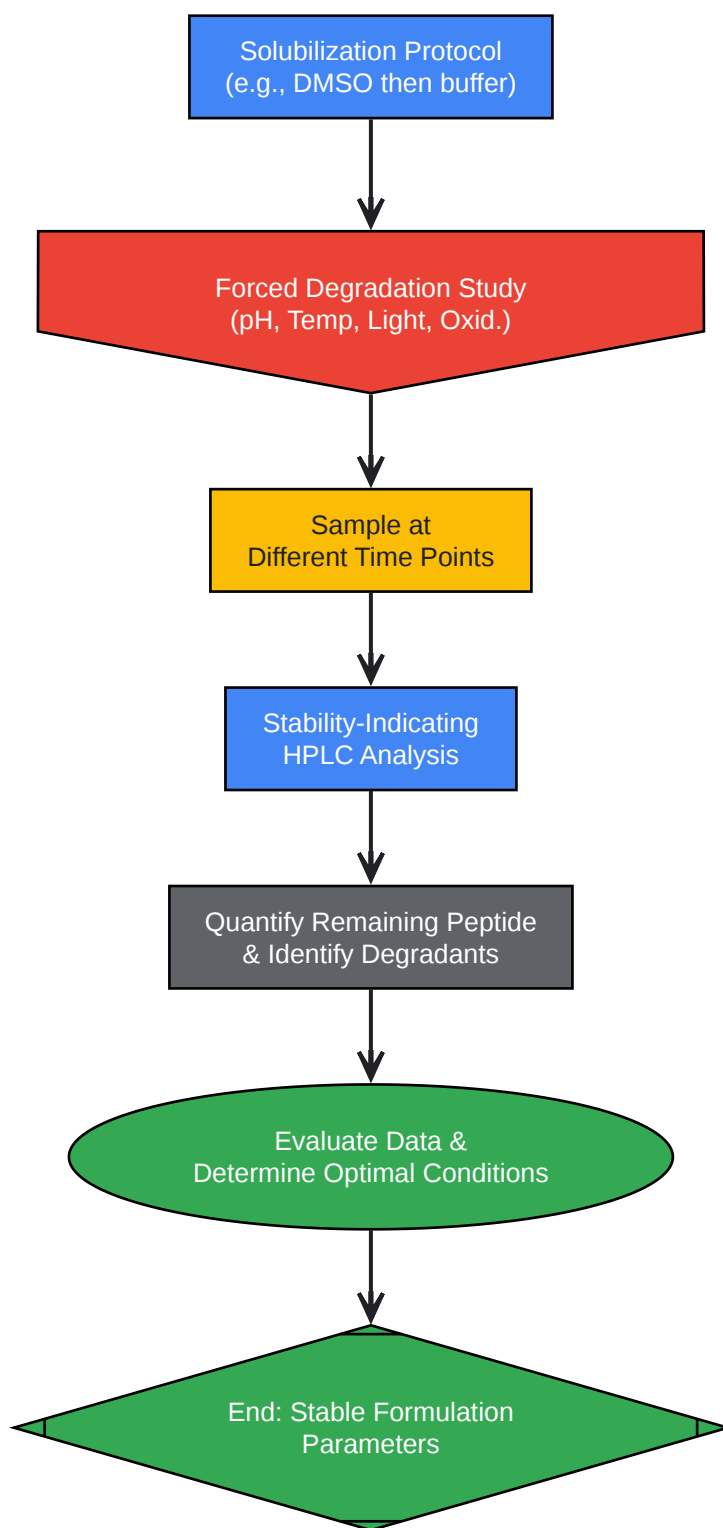 Solubilization Protocol
(e.g., DMSO then buffer)
Forced Degradation Study
(pH, Temp, Light, Oxid.)
Sample at
Different Time Points
Stability-Indicating
HPLC Analysis
Quantify Remaining Peptide
& Identify Degradants
Evaluate Data &
Determine Optimal Conditions
End: Stable Formulation
Parameters